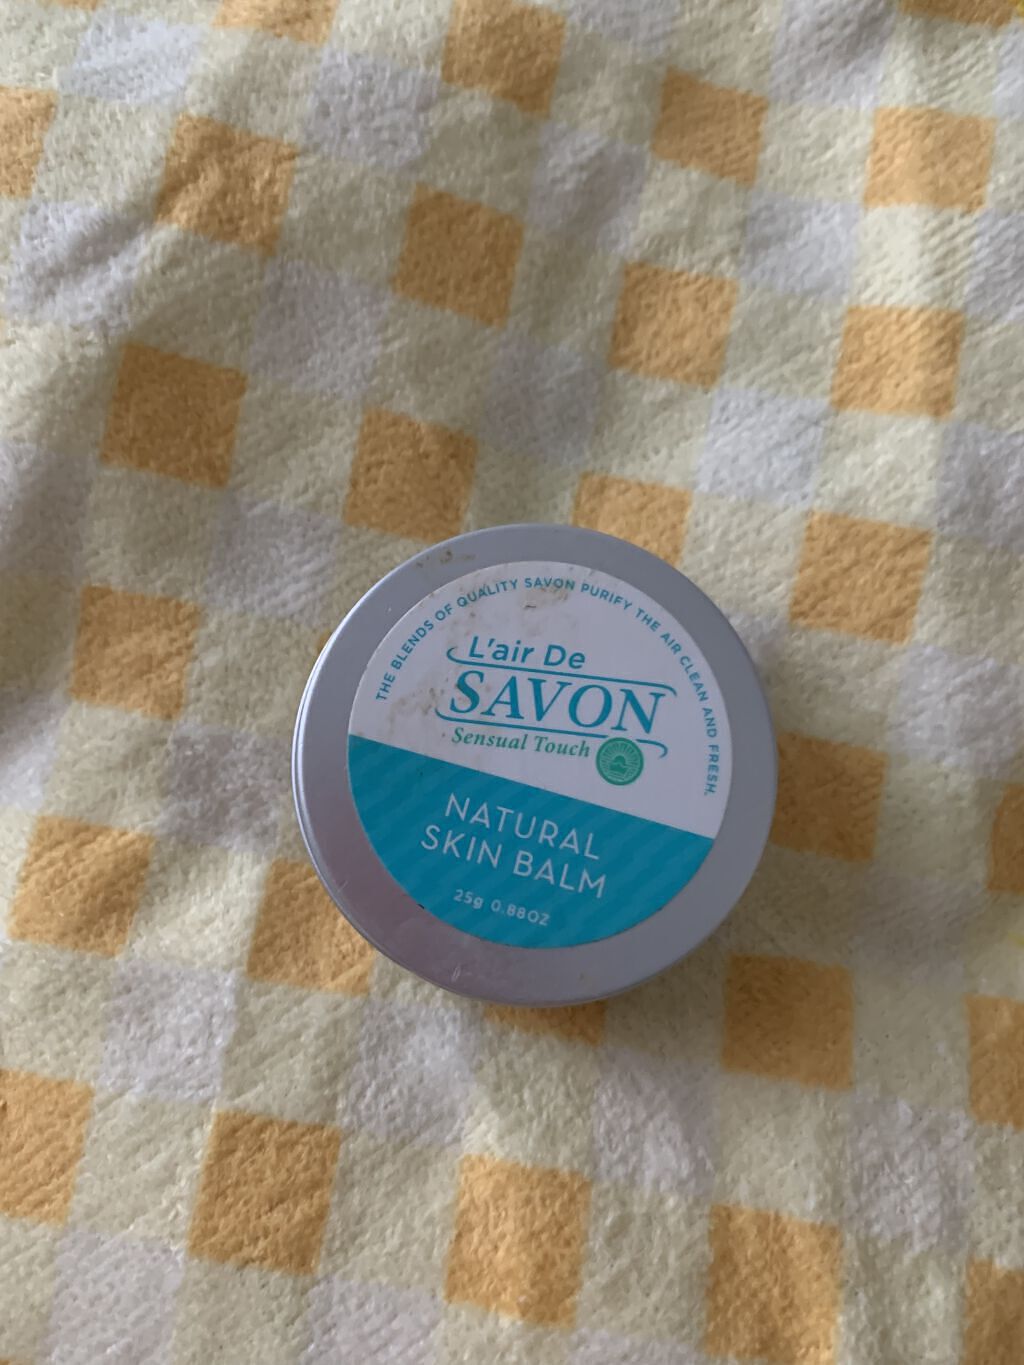 THE BLENDS OF QUALITY SAVON PURIFY THE AIR CLEAN AND FRESH.
L'air De
SAVON
Sensual Touch
NATURAL
SKIN BALM
25g 0.88OZ